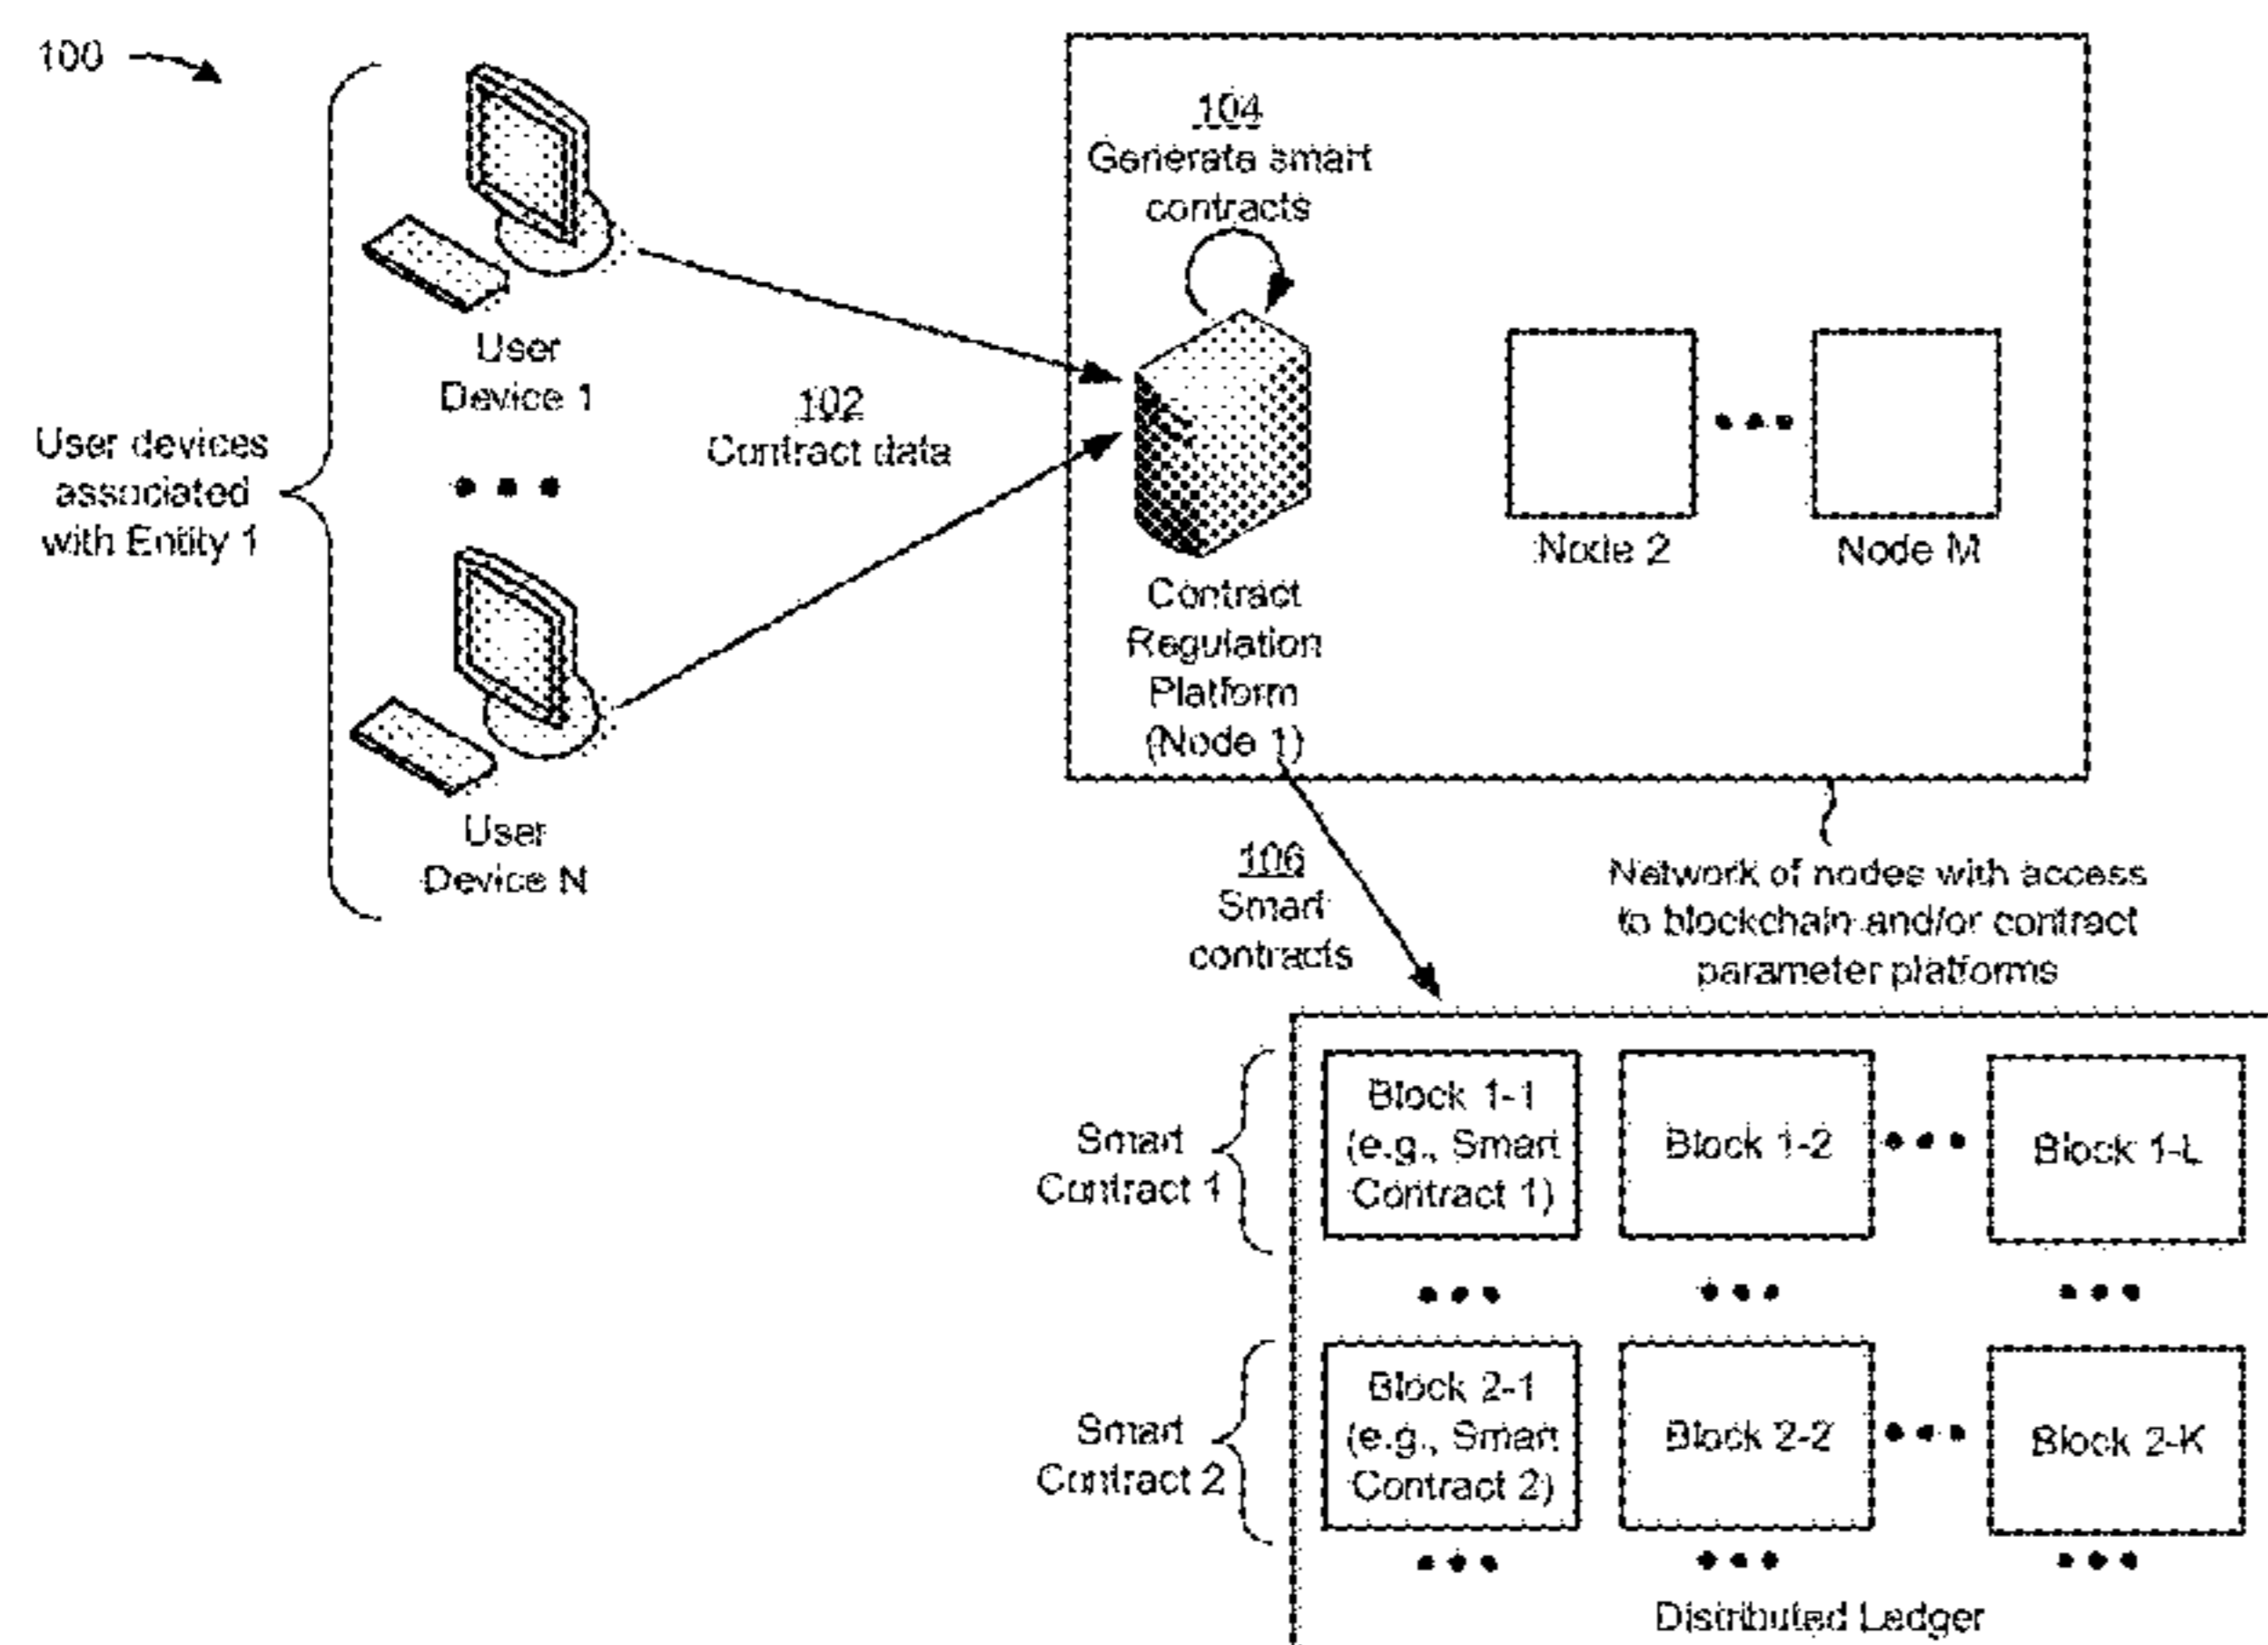 100
104
Generate smart
contracts
User
Device 1
102
Contract data
User devices
associated
with Entity 1
Node 2
Node M
Contract
Regulation
Platform
(Node 1)
User
Device N
106
Smart
contracts
Network of nodes with access
to blockchain and/or contract
parameter platforms
Smart
Contract 1
Block 1-1
(e.g., Smart
Contract 1)
Block 1-2
Block 1-L
Smart
Contract 2
Block 2-1
(e.g., Smart
Contract 2)
Block 2-2
Block 2-K
Distributed Ledger